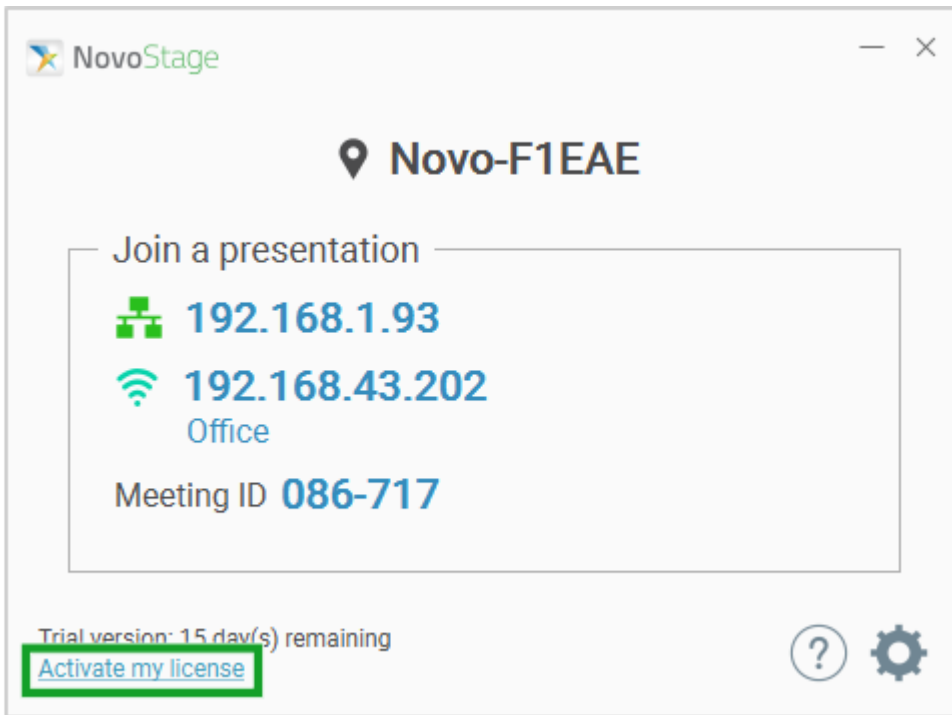 NovoStage
Novo-F1EAE
Join a presentation
192.168.1.93
192.168.43.202
Office
Meeting ID 086-717
Trial version: 15 day(s) remaining
Activate my license
?